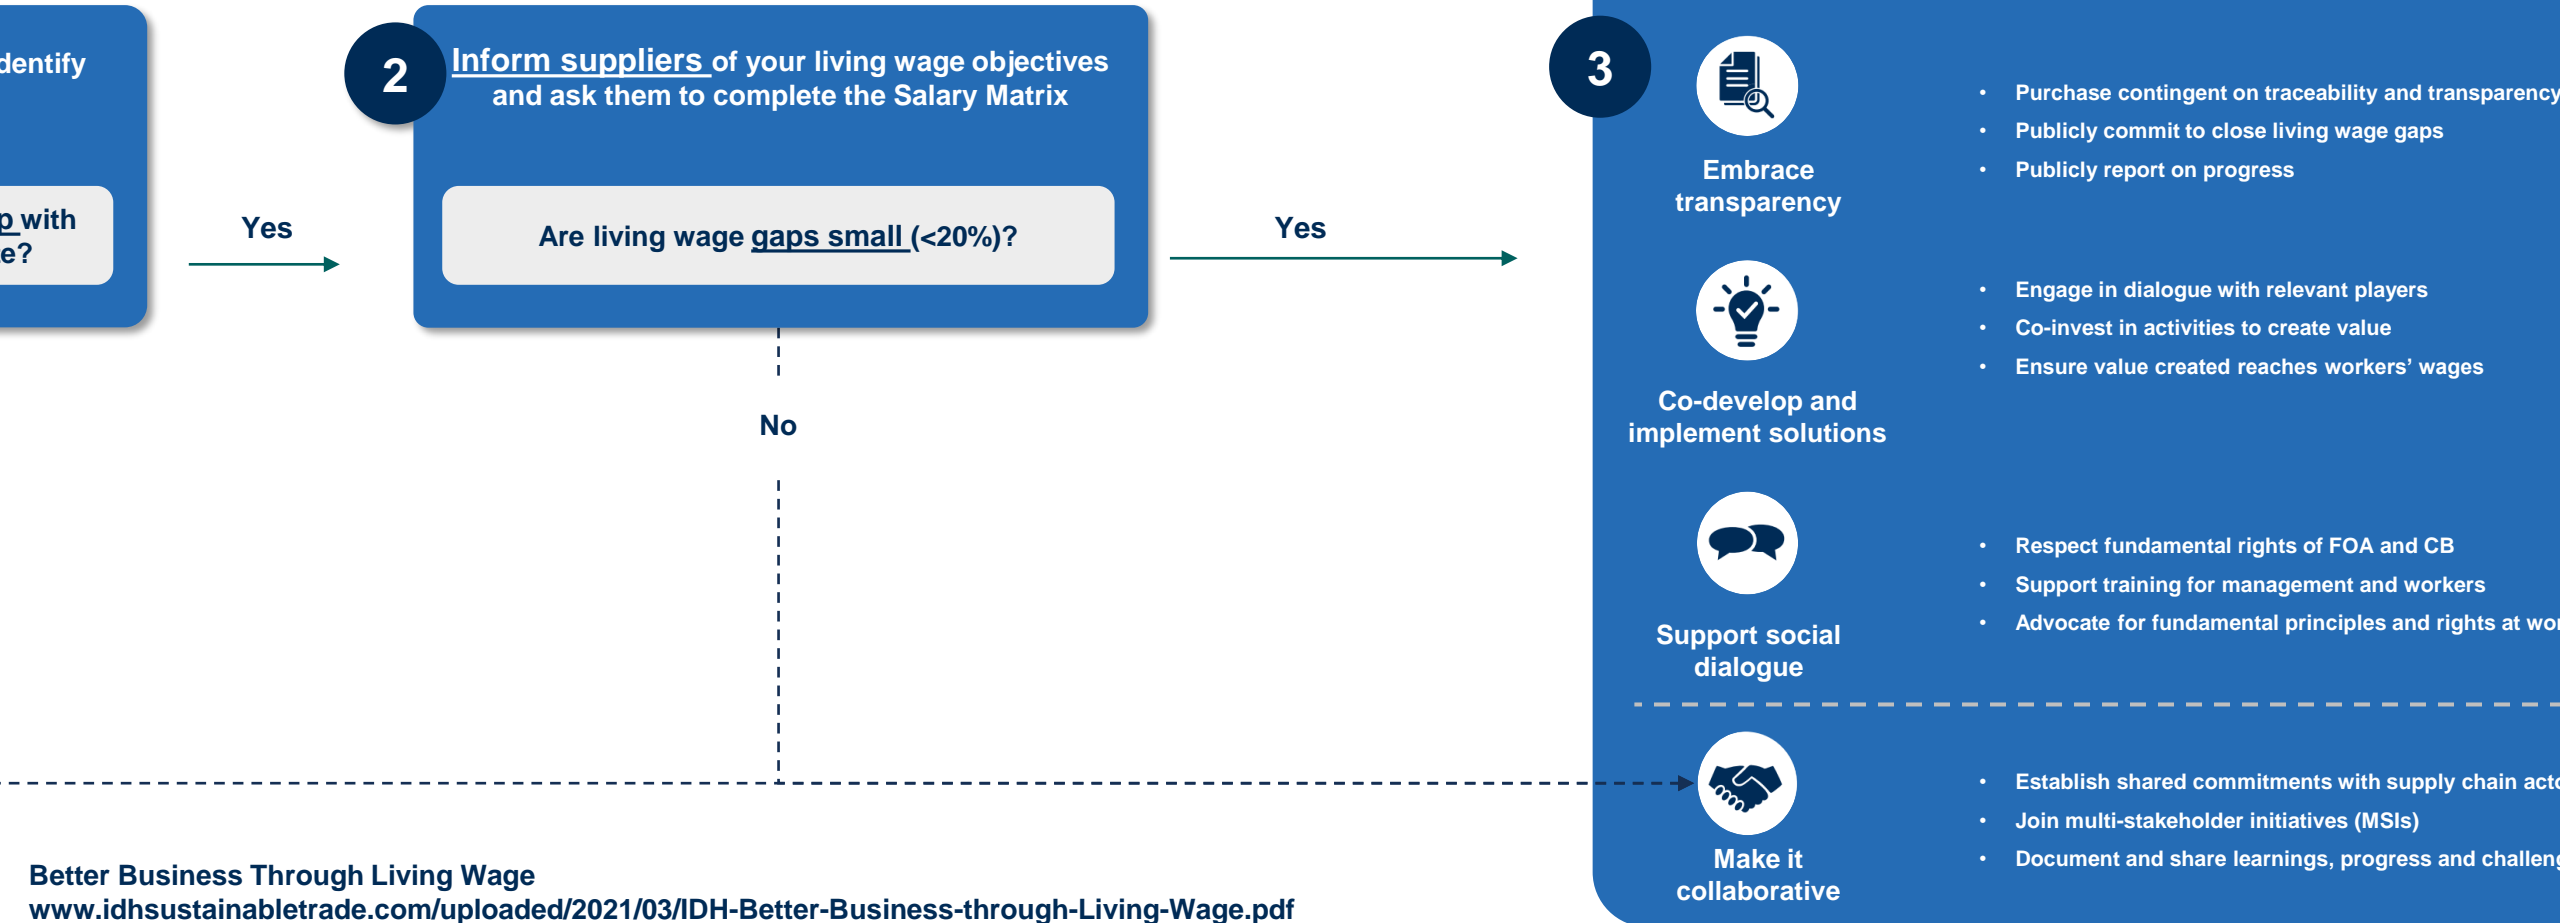 dentify
p with
e?
Yes
2
Inform suppliers of your living wage objectives
and ask them to complete the Salary Matrix
Are living wage gaps small (<20%)?
Yes
No
3
Embrace
transparency
• Purchase contingent on traceability and transparency
• Publicly commit to close living wage gaps
• Publicly report on progress
Co-develop and
implement solutions
• Engage in dialogue with relevant players
• Co-invest in activities to create value
• Ensure value created reaches workers’ wages
Support social
dialogue
• Respect fundamental rights of FOA and CB
• Support training for management and workers
• Advocate for fundamental principles and rights at wor
Make it
collaborative
• Establish shared commitments with supply chain acto
• Join multi-stakeholder initiatives (MSIs)
• Document and share learnings, progress and challeng
Better Business Through Living Wage
www.idhsustainabletrade.com/uploaded/2021/03/IDH-Better-Business-through-Living-Wage.pdf